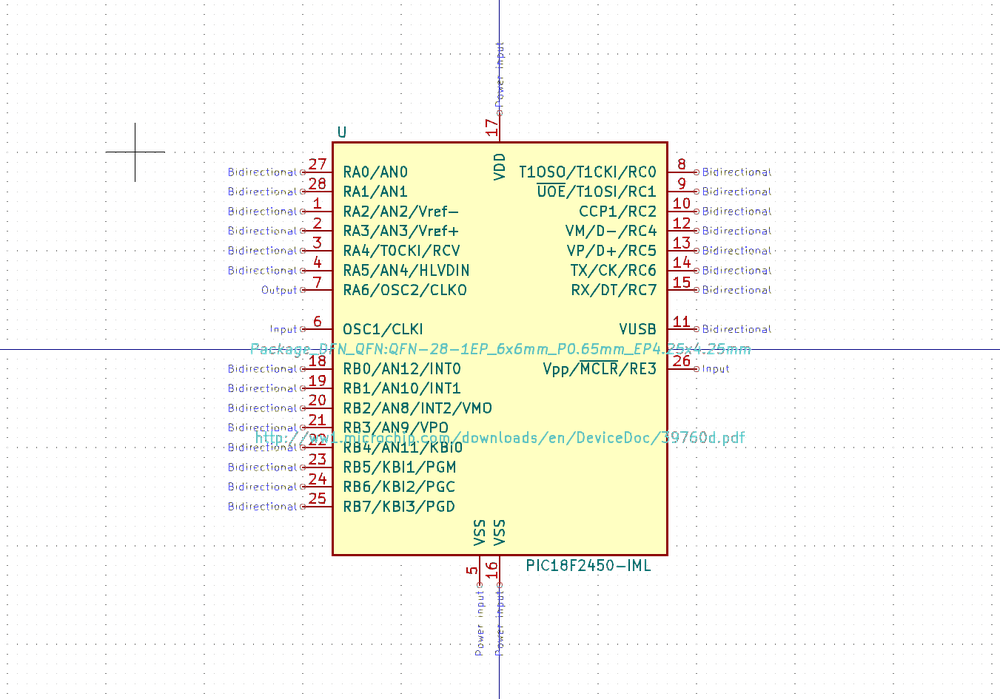 Power input
17
U
VDD
Bidirectional 27 RA0/AN0 T1OSO/T1CKI/RC0 8 Bidirectional
Bidirectional 28 RA1/AN1 UOE/T1OSI/RC1 9 Bidirectional
Bidirectional 1 RA2/AN2/Vref− CCP1/RC2 10 Bidirectional
Bidirectional 2 RA3/AN3/Vref+ VM/D−/RC4 12 Bidirectional
Bidirectional 3 RA4/T0CKI/RCV VP/D+/RC5 13 Bidirectional
Bidirectional 4 RA5/AN4/HLVDIN TX/CK/RC6 14 Bidirectional
Output 7 RA6/OSC2/CLKO RX/DT/RC7 15 Bidirectional
Input 6 OSC1/CLKI VUSB 11 Bidirectional
Package_DFN_QFN:QFN-28-1EP_6x6mm_P0.65mm_EP4.25x4.25mm
Bidirectional 18 RB0/AN12/INT0 Vpp/MCLR/RE3 26 Input
Bidirectional 19 RB1/AN10/INT1
Bidirectional 20 RB2/AN8/INT2/VMO
Bidirectional 21 RB3/AN9/VPO
http://ww1.microchip.com/downloads/en/DeviceDoc/39760d.pdf
Bidirectional 22 RB4/AN11/KBI0
Bidirectional 23 RB5/KBI1/PGM
Bidirectional 24 RB6/KBI2/PGC
Bidirectional 25 RB7/KBI3/PGD
VSS VSS
5 16 PIC18F2450-IML
Power input Power input